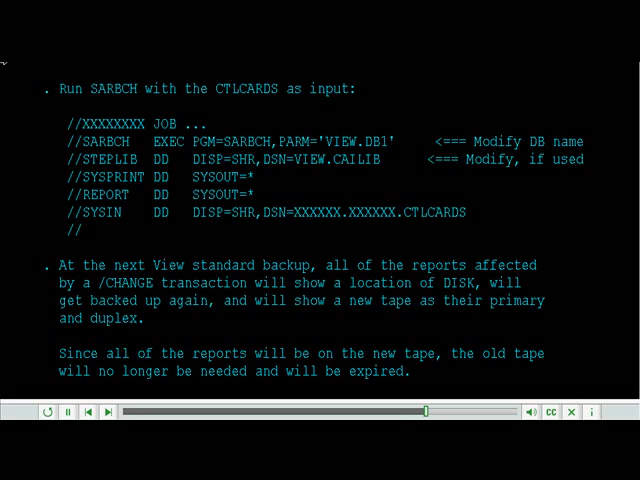 . Run SARBCH with the CTLCARDS as input:
//XXXXXXXX JOB ...
//SARBCH EXEC PGM=SARBCH,PARM='VIEW.DB1' <=== Modify DB name
//STEPLIB DD DISP=SHR,DSN=VIEW.CAILIB <=== Modify, if used
//SYSPRINT DD SYSOUT=*
//REPORT DD SYSOUT=*
//SYSIN DD DISP=SHR,DSN=XXXXXX.XXXXXX.CTLCARDS
//
. At the next View standard backup, all of the reports affected
by a /CHANGE transaction will show a location of DISK, will
get backed up again, and will show a new tape as their primary
and duplex.
Since all of the reports will be on the new tape, the old tape
will no longer be needed and will be expired.
CC